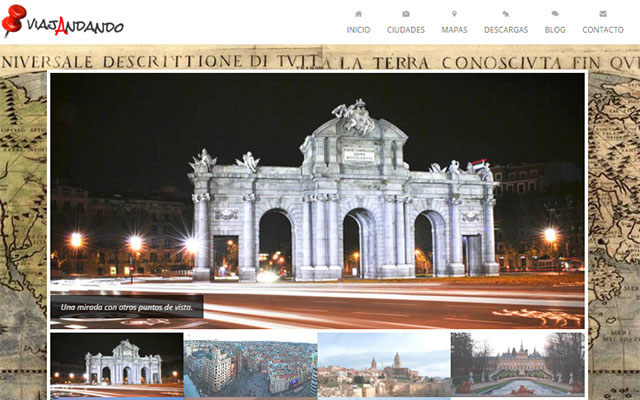 VIAJANDANDO
INICIO CIUDADES MAPAS DESCARGAS BLOG CONTACTO
NIVERSALE DESCRITTIONE DI TVTTA LA TERRA CONOSCIVTA FIN QVI
Una mirada con otros puntos de vista.